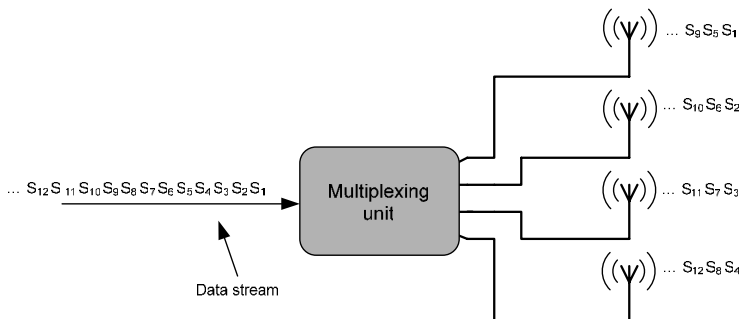 ... S₉ S₅ S₁
... S₁₀ S₆ S₂
... S₁₂ S₁₁ S₁₀ S₉ S₈ S₇ S₆ S₅ S₄ S₃ S₂ S₁
Multiplexing
unit
... S₁₁ S₇ S₃
... S₁₂ S₈ S₄
Data stream